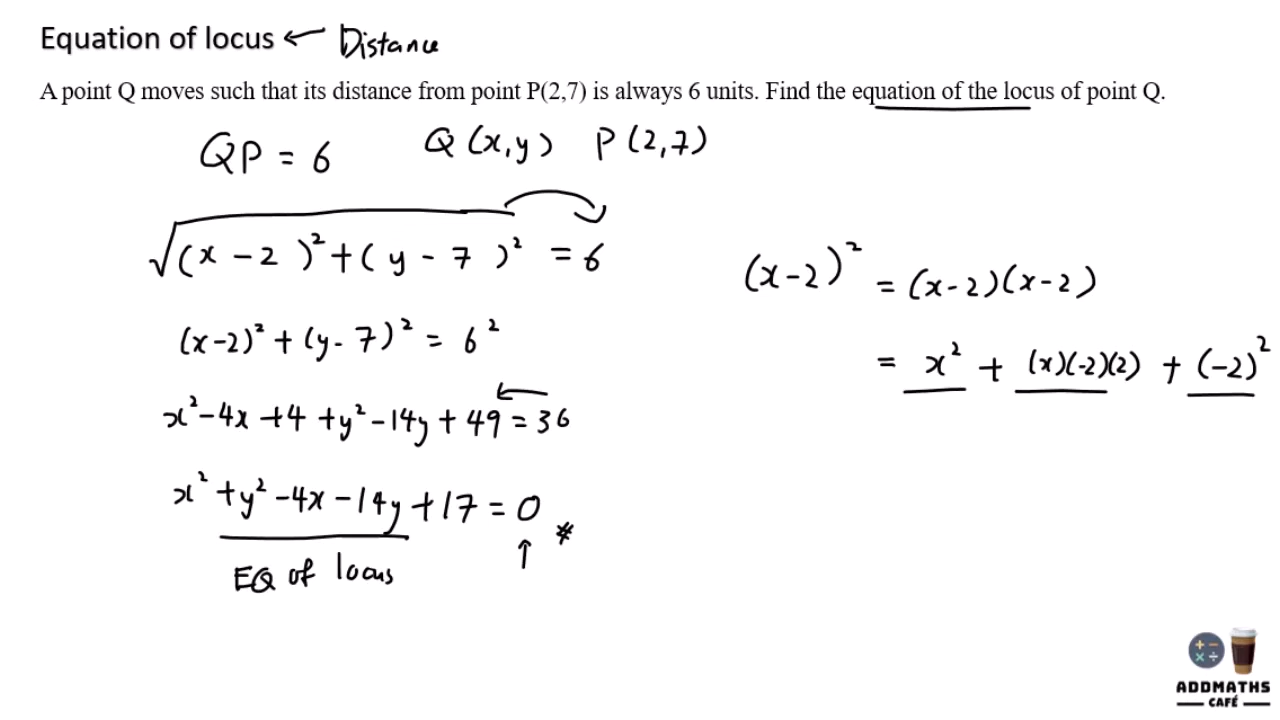 Equation of locus ← Distance
A point Q moves such that its distance from point P(2,7) is always 6 units. Find the equation of the locus of point Q.
QP = 6 Q (x,y) P (2,7)
√(x - 2 )² + ( y - 7 )² = 6
(x-2)² + (y- 7)² = 6²
x² - 4x + 4 + y² - 14y + 49 = 36
x² + y² - 4x - 14y + 17 = 0 #
↑
EQ of locus
(x-2)² = (x-2)(x-2)
= x² + (x)(-2)(2) + (-2)²
+ −
× ÷
ADDMATHS
CAFÉ